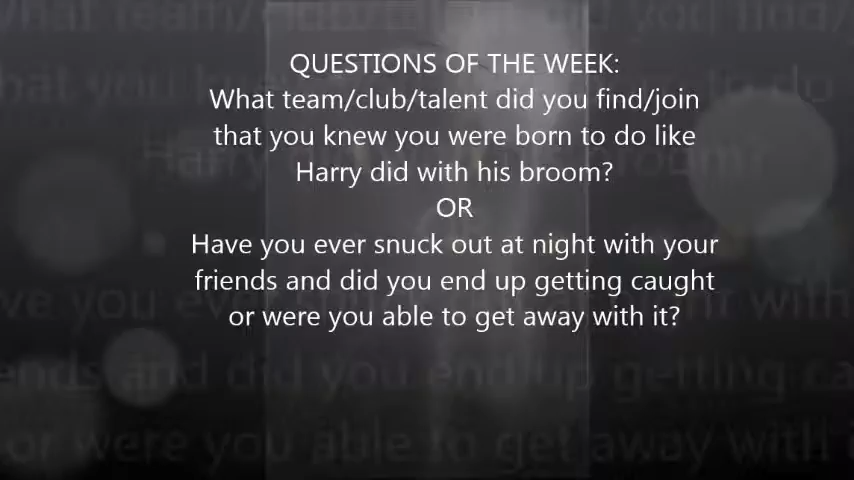 QUESTIONS OF THE WEEK:
What team/club/talent did you find/join
that you knew you were born to do like
Harry did with his broom?
OR
Have you ever snuck out at night with your
friends and did you end up getting caught
or were you able to get away with it?